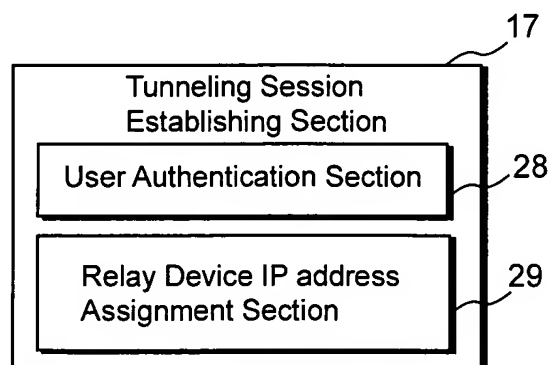 17
Tunneling Session
Establishing Section
User Authentication Section
28
Relay Device IP address
Assignment Section
29